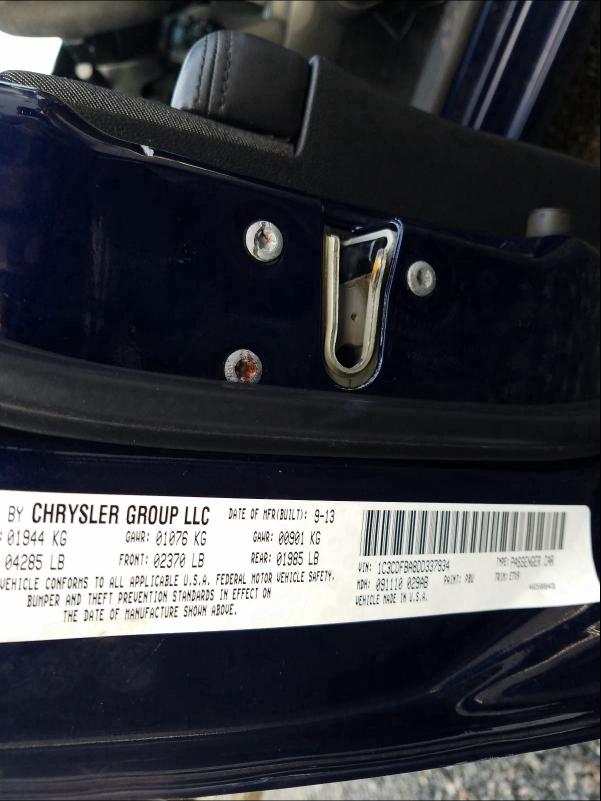 BY CHRYSLER GROUP LLC DATE OF MFR(BUILT): 9-13
01944 KG GAWR: 01076 KG GAWR: 00901 KG
04285 LB FRONT: 02370 LB REAR: 01985 LB
VEHICLE CONFORMS TO ALL APPLICABLE U.S.A. FEDERAL MOTOR VEHICLE SAFETY,
BUMPER AND THEFT PREVENTION STANDARDS IN EFFECT ON
THE DATE OF MANUFACTURE SHOWN ABOVE.
VIN: 1C3CDFBA8DD337934 TYPE: PASSENGER CAR
MDH: 091110 029AB PAINT: PBU TRIM: E7X9
VEHICLE MADE IN U.S.A.